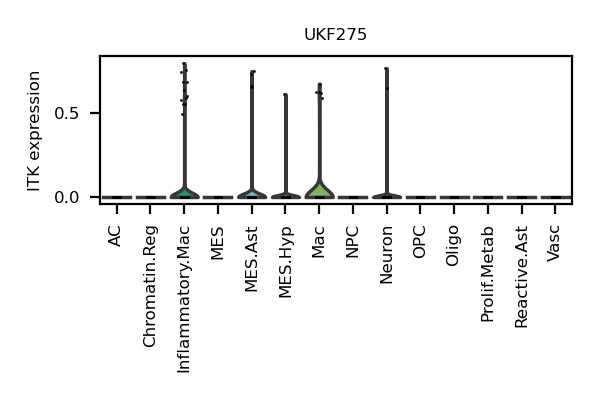 UKF275
ITK expression
0.5
0.0
AC
Chromatin.Reg
Inflammatory.Mac
MES
MES.Ast
MES.Hyp
Mac
NPC
Neuron
OPC
Oligo
Prolif.Metab
Reactive.Ast
Vasc